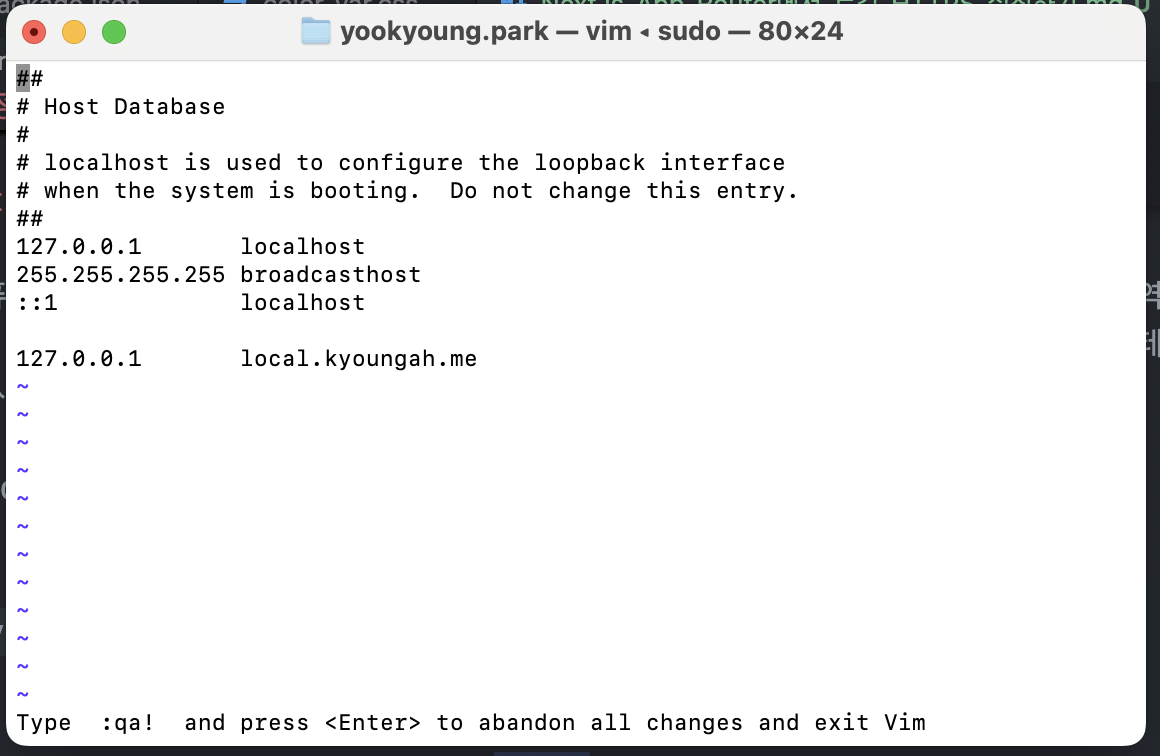 yookyoung.park — vim ◂ sudo — 80×24
##
# Host Database
#
# localhost is used to configure the loopback interface
# when the system is booting.  Do not change this entry.
##
127.0.0.1       localhost
255.255.255.255 broadcasthost
::1             localhost
127.0.0.1       local.kyoungah.me
~
~
~
~
~
~
~
~
~
~
~
~
Type  :qa!  and press <Enter> to abandon all changes and exit Vim